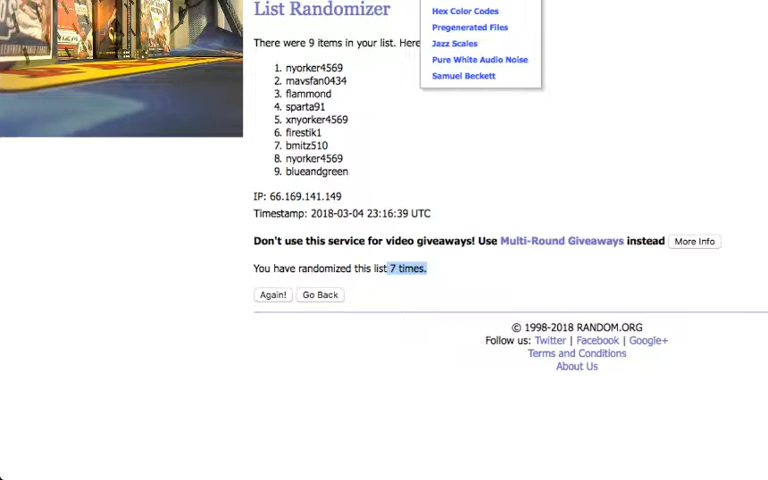 List Randomizer
Hex Color Codes
Pregenerated Files
Jazz Scales
Pure White Audio Noise
Samuel Beckett
There were 9 items in your list. Here
1. nyorker4569
2. mavsfan0434
3. flammond
4. sparta91
5. xnyorker4569
6. firestik1
7. bmitz510
8. nyorker4569
9. blueandgreen
IP: 66.169.141.149
Timestamp: 2018-03-04 23:16:39 UTC
Don't use this service for video giveaways! Use Multi-Round Giveaways instead More Info
You have randomized this list 7 times.
Again! Go Back
© 1998-2018 RANDOM.ORG
Follow us: Twitter | Facebook | Google+
Terms and Conditions
About Us